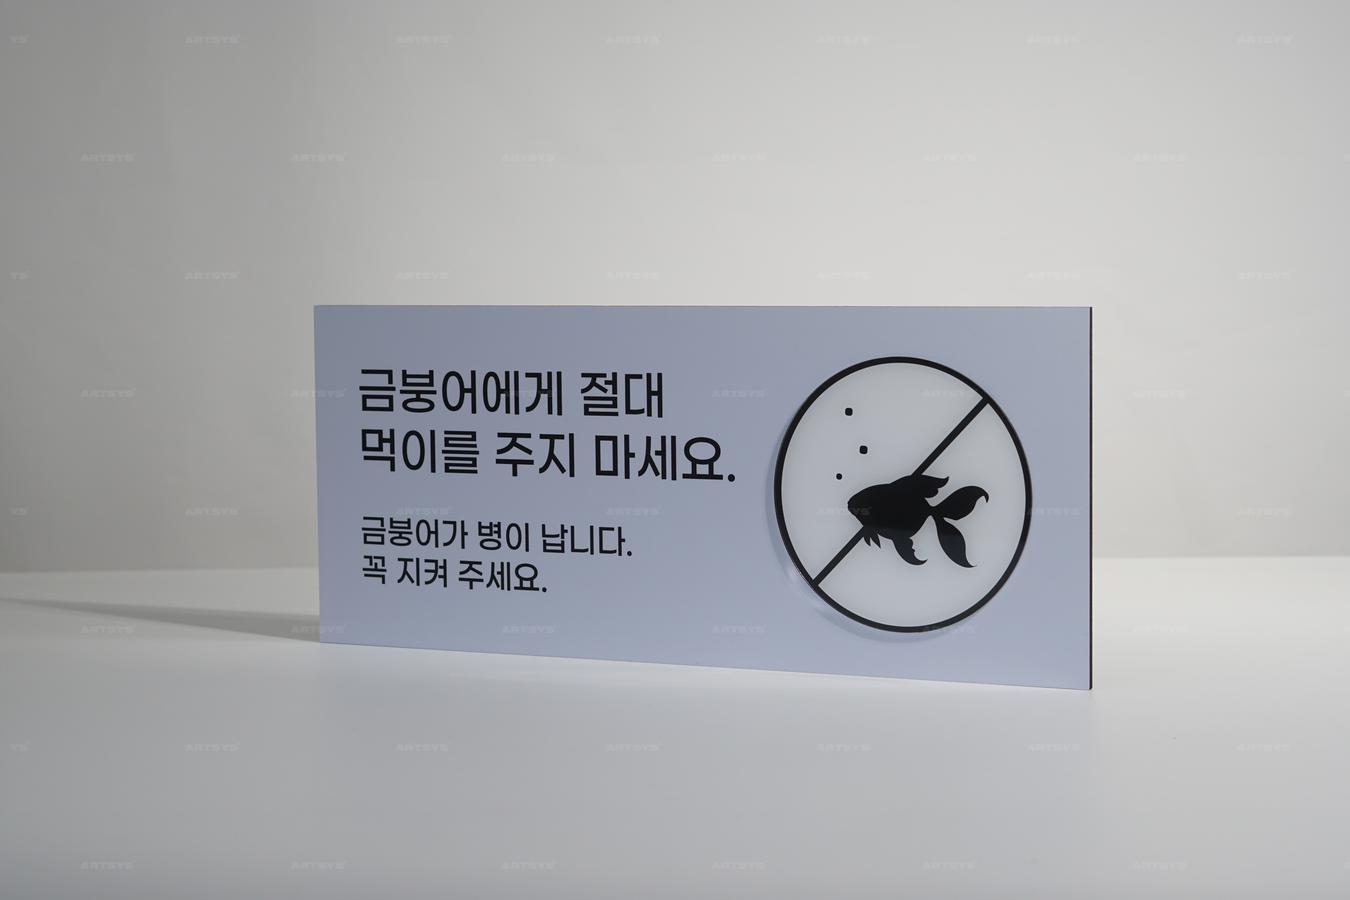 금붕어에게 절대
먹이를 주지 마세요.
금붕어가 병이 납니다.
꼭 지켜 주세요.
ARTSYS